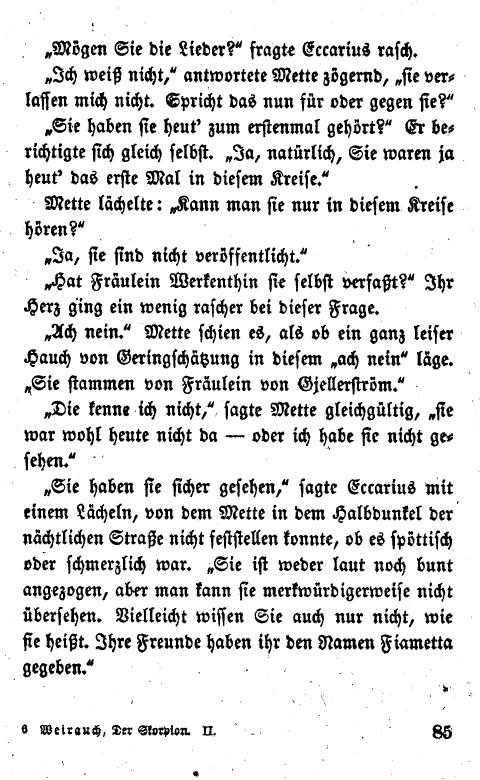 „Mögen Sie die Lieder?“ fragte Eccarius rasch.
„Ich weiß nicht,“ antwortete Mette zögernd, „sie ver-
lassen mich nicht. Spricht das nun für oder gegen sie?“
„Sie haben sie heut’ zum erstenmal gehört?“ Er be-
richtigte sich gleich selbst. „Ja, natürlich, Sie waren ja
heut’ das erste Mal in diesem Kreise.“
Mette lächelte: „Kann man sie nur in diesem Kreise
hören?“
„Ja, sie sind nicht veröffentlicht.“
„Hat Fräulein Werkenthin sie selbst verfaßt?“ Ihr
Herz ging ein wenig rascher bei dieser Frage.
„Ach nein.“ Mette schien es, als ob ein ganz leiser
Hauch von Geringschätzung in diesem „ach nein“ läge.
„Sie stammen von Fräulein von Gjellerström.“
„Die kenne ich nicht,“ sagte Mette gleichgültig, „sie
war wohl heute nicht da — oder ich habe sie nicht ge-
sehen.“
„Sie haben sie sicher gesehen,“ sagte Eccarius mit
einem Lächeln, von dem Mette in dem Halbdunkel der
nächtlichen Straße nicht feststellen konnte, ob es spöttisch
oder schmerzlich war. „Sie ist weder laut noch bunt
angezogen, aber man kann sie merkwürdigerweise nicht
übersehen. Vielleicht wissen Sie auch nur nicht, wie
sie heißt. Ihre Freunde haben ihr den Namen Fiametta
gegeben.“
6 Weirauch, Der Skorpion. II.
85